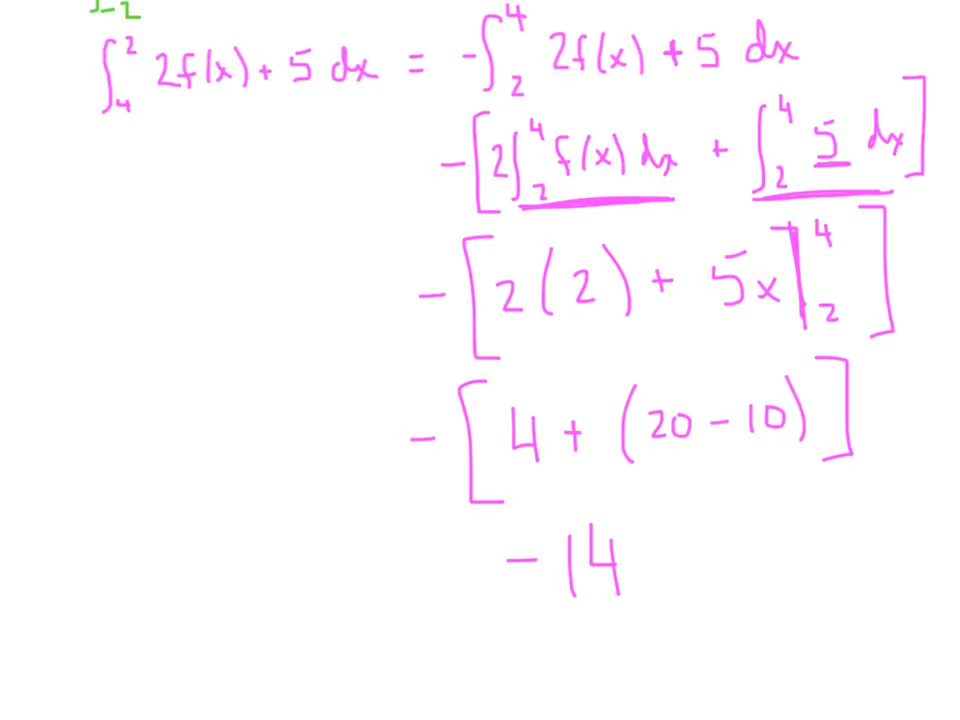 ∫₄² 2f(x) + 5 dx = -∫₂⁴ 2f(x) + 5 dx
-[2∫₂⁴ f(x) dx + ∫₂⁴ 5 dx]
-[2(2) + 5x|₂⁴]
-[4 + (20 - 10)]
-14